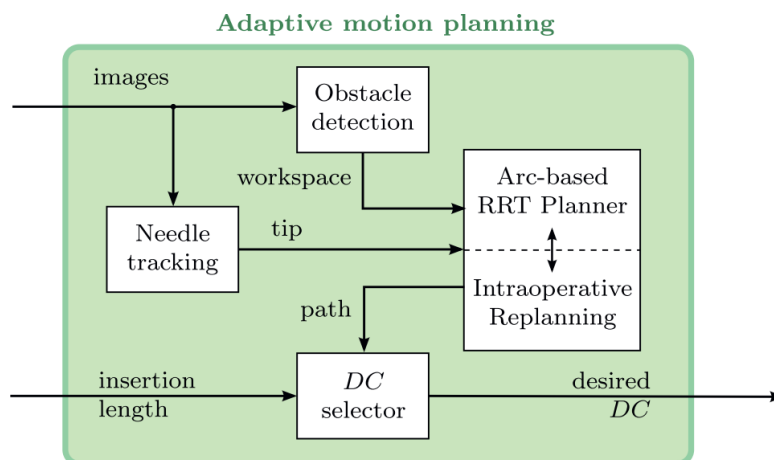 Adaptive motion planning
images
Obstacle
detection
workspace
Arc-based
RRT Planner
Needle
tracking
tip
Intraoperative
Replanning
path
insertion
length
DC
selector
desired
DC